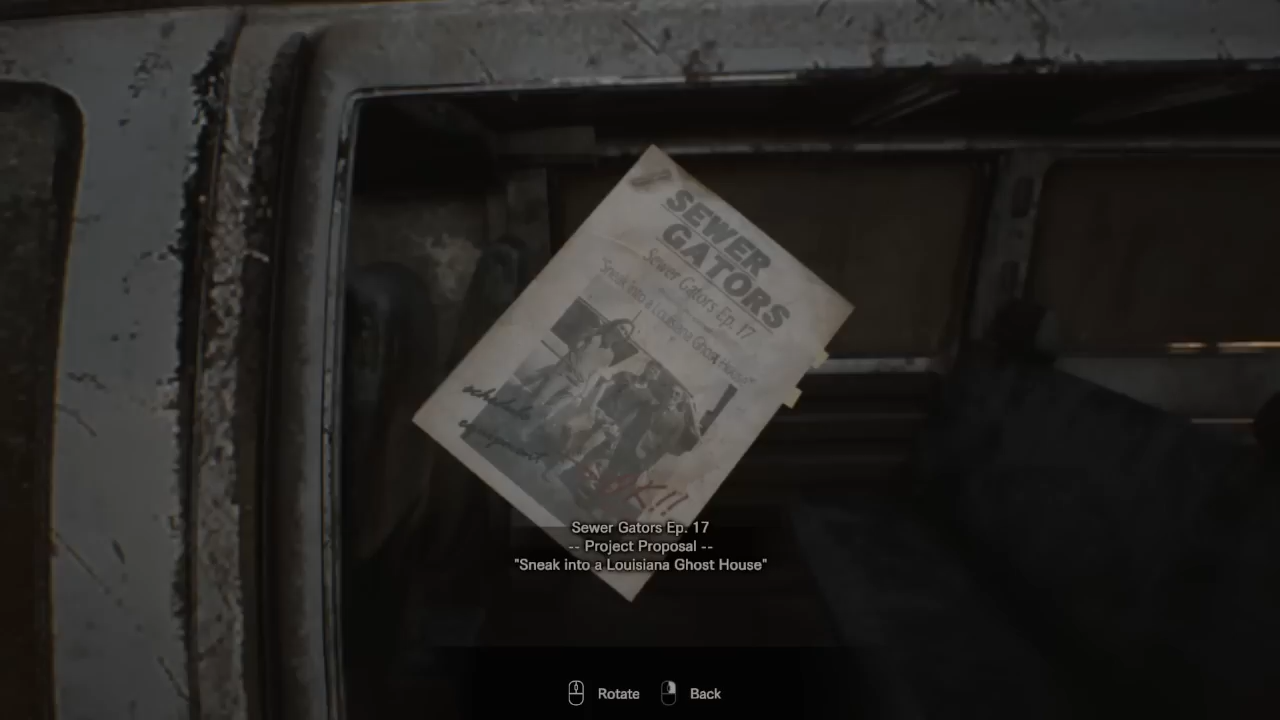 SEWER
GATORS
Sewer Gators Ep. 17
"Sneak into a Louisiana Ghost House"
schedule
OK!!
Sewer Gators Ep. 17
-- Project Proposal --
"Sneak into a Louisiana Ghost House"
Rotate
Back